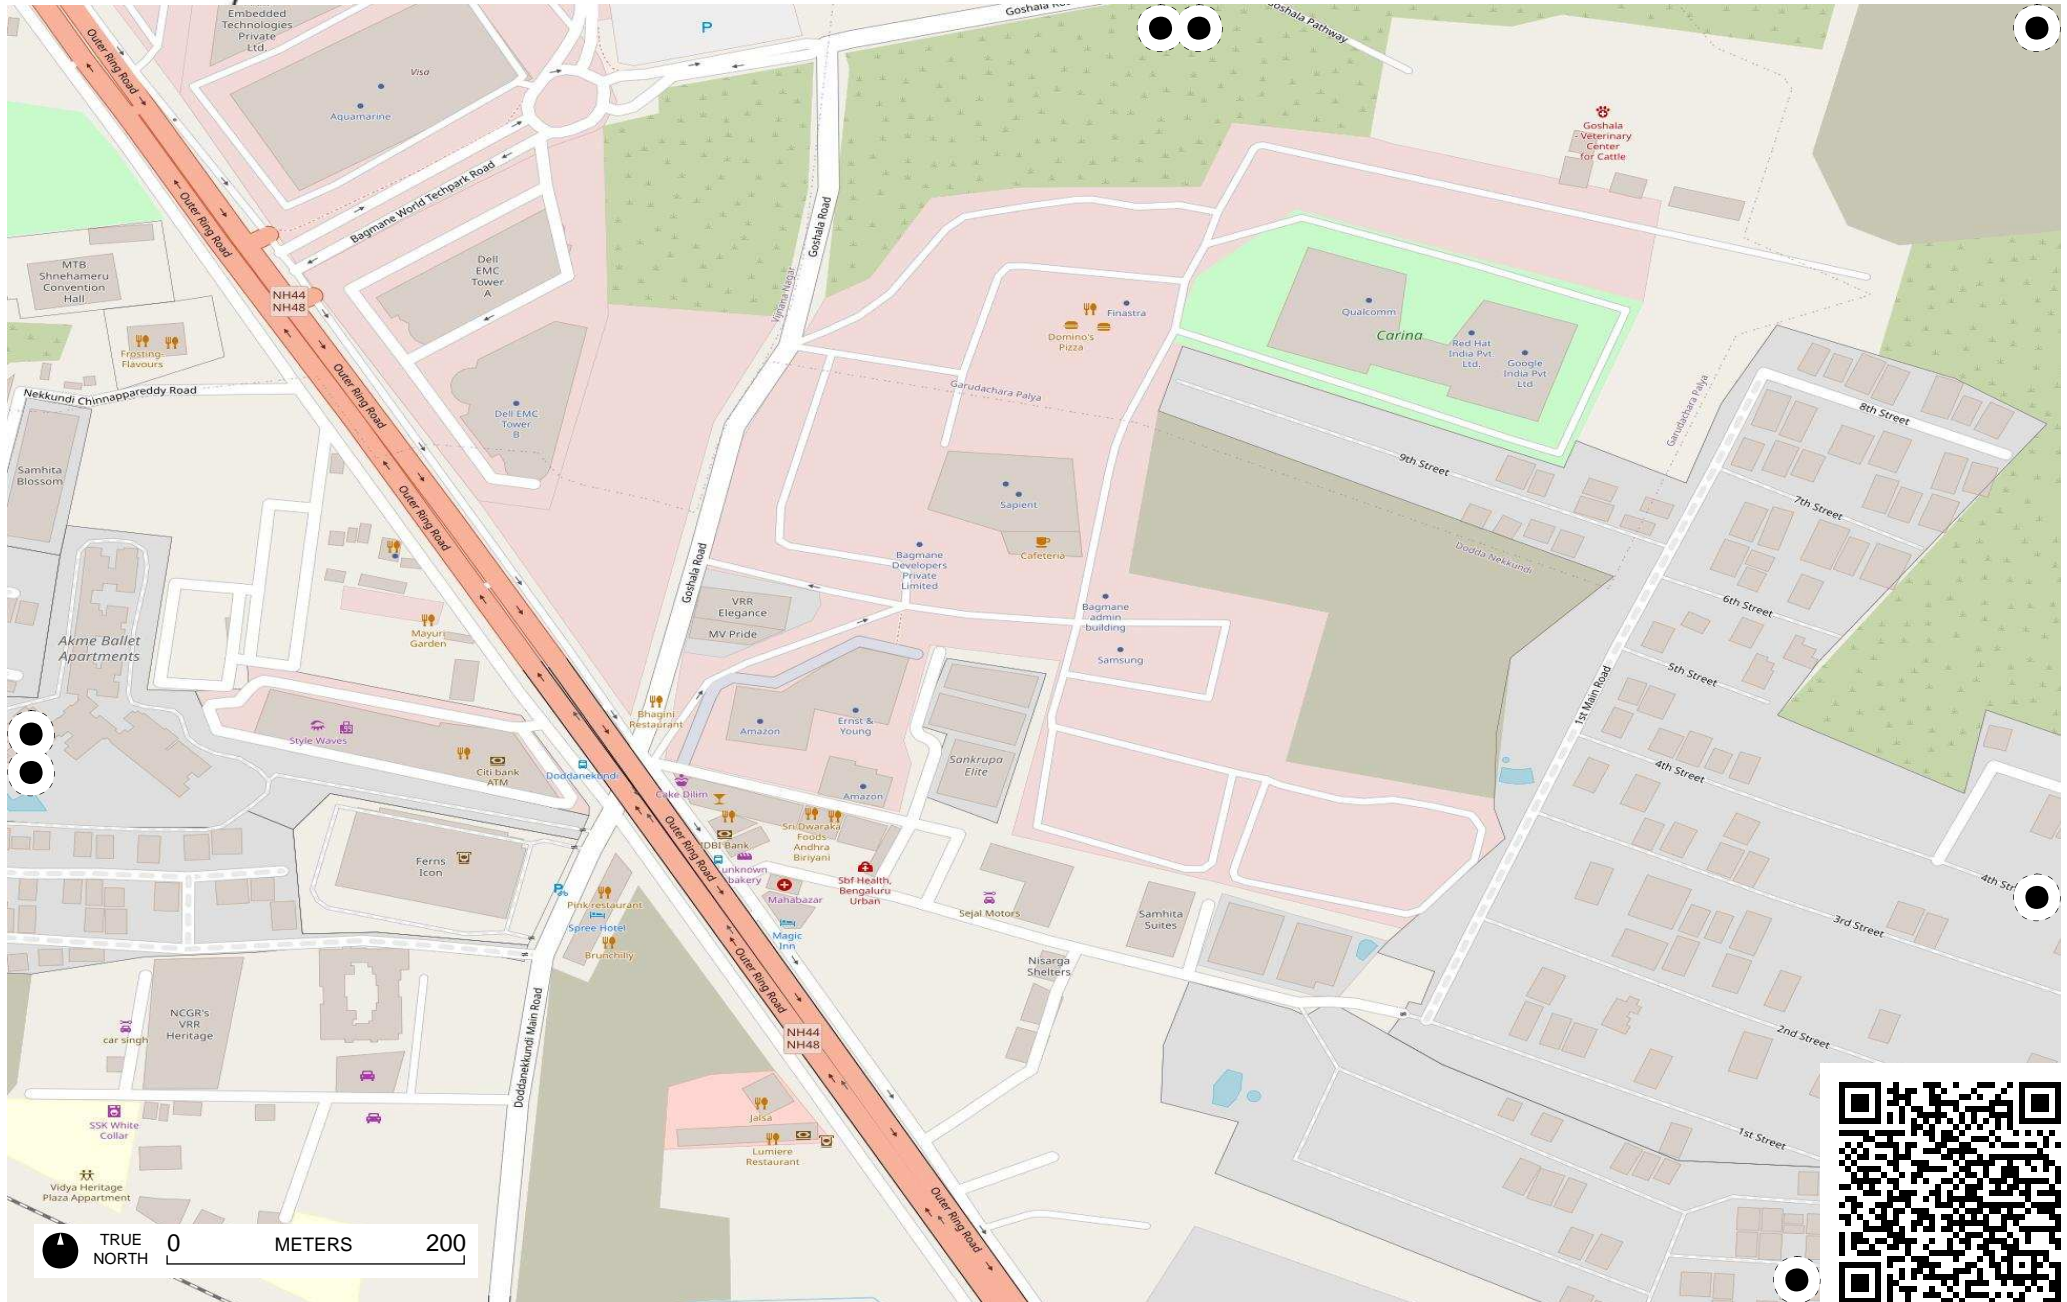 Embedded
Technologies
Private
Ltd.
Visa
Aquamarine
P
Goshala Pathway
Outer Ring Road
Outer Ring Road
Bagmane World Techpark Road
Goshala Road
Vijnana Nagar
Goshala
- Veterinary
Center
for Cattle
MTB
Shnehameru
Convention
Hall
Dell
EMC
Tower
A
NH44
NH48
Frosting-
Flavours
Nekkundi Chinnappareddy Road
Outer Ring Road
Finastra
Domino's
Pizza
Qualcomm
Carina
Red Hat
India Pvt
Ltd.
Google
India Pvt
Ltd
Garudachara Palya
Garudachara Palya
8th Street
Dell EMC
Tower
B
Samhita
Blossom
9th Street
7th Street
Outer Ring Road
Sapient
Cafeteria
Bagmane
Developers
Private
Limited
Dodda Nekkundi
Goshala Road
VRR
Elegance
MV Pride
Bagmane
admin
building
6th Street
Akme Ballet
Apartments
Mayuri
Garden
Samsung
5th Street
1st Main Road
Bhagini
Restaurant
Amazon
Ernst &
Young
Style Waves
Citi bank
ATM
Doddanekundi
Sankrupa
Elite
4th Street
Cake Dilim
Amazon
Outer Ring Road
IDBI Bank
Sri Dwaraka
Foods-
Andhra
Biriyani
Ferns
Icon
unknown
bakery
Mahabazar
Sbf Health,
Bengaluru
Urban
4th Str
P
Pink restaurant
Spree Hotel
Brunchilly
Magic
Inn
Sejal Motors
Samhita
Suites
3rd Street
Outer Ring Road
Nisarga
Shelters
NCGR's
VRR
Heritage
car singh
NH44
NH48
Doddanekkundi Main Road
2nd Street
SSK White
Collar
Jalsa
Lumiere
Restaurant
1st Street
Vidya Heritage
Plaza Appartment
Outer Ring Road
TRUE
NORTH
0 METERS 200